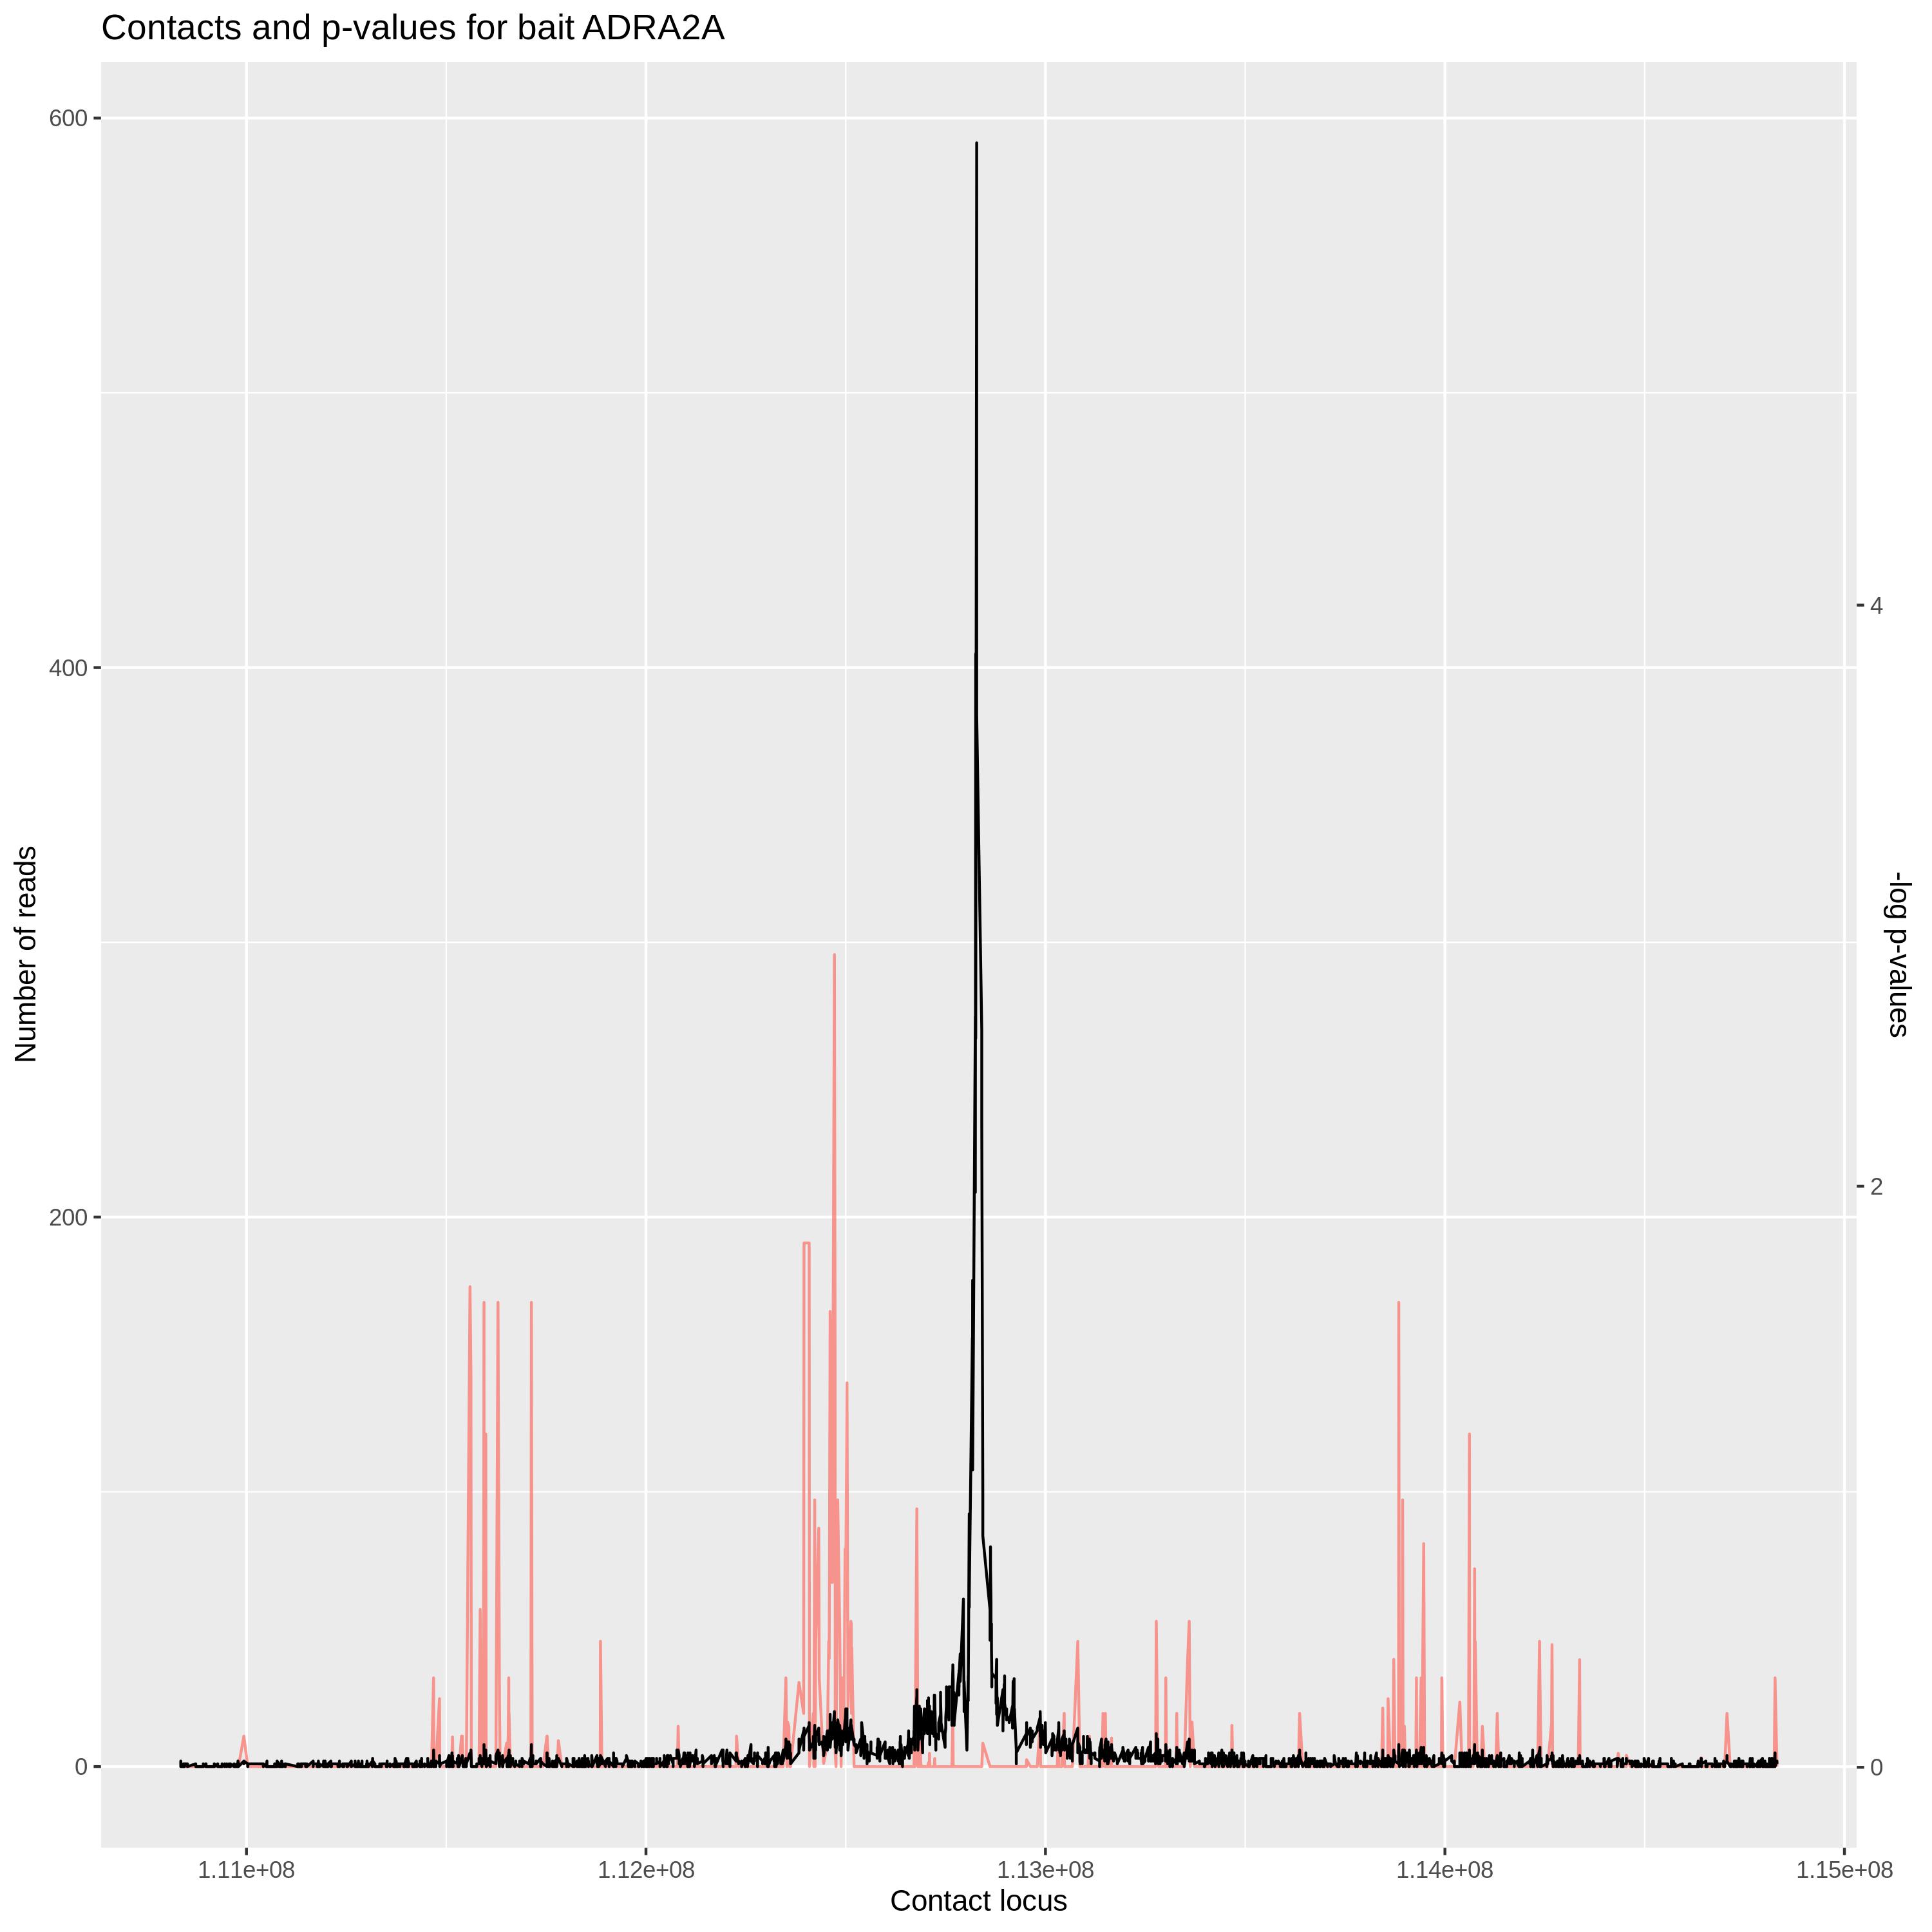 Contacts and p-values for bait ADRA2A
600
400
200
0
Number of reads
4
2
0
-log p-values
1.11e+08 1.12e+08 1.13e+08 1.14e+08 1.15e+08
Contact locus